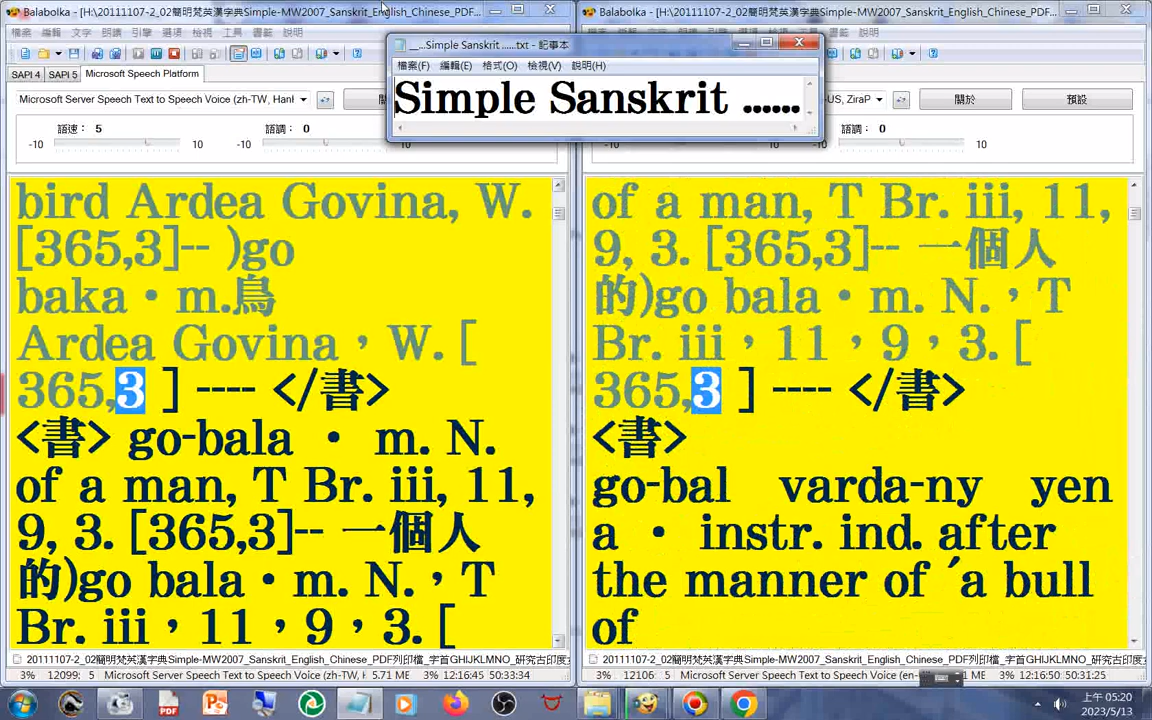 Balabolka - [H:\20111107-2_02簡明梵英漢字典Simple-MW2007_Sanskrit_English_Chinese_PDF...
檔案 編輯 文字 朗讀 引擎 選項 檢視 工具 書籤 說明
SAPI 4 SAPI 5 Microsoft Speech Platform
Microsoft Server Speech Text to Speech Voice (zh-TW, Hanl
語速： 5 語調： 0
-10 10 -10
bird Ardea Govina, W.
[365,3]-- )go
baka・m.鳥
Ardea Govina，W. [
365,3 ] ---- </書>
<書> go-bala ・ m. N.
of a man, T Br. iii, 11,
9, 3. [365,3]-- 一個人
的)go bala・m. N.，T
Br. iii，11，9，3. [
20111107-2_02簡明梵英漢字典Simple-MW2007_Sanskrit_English_Chinese_PDF列印檔_字首GHIJKLMNO_研究古印度
3% 12099: 5 Microsoft Server Speech Text to Speech Voice (zh-TW, 5.71 ME 3% 12:16:45 50:33:34
__...Simple Sanskrit ......txt - 記事本
檔案(F) 編輯(E) 格式(O) 檢視(V) 說明(H)
Simple Sanskrit ......
Balabolka - [H:\20111107-2_02簡明梵英漢字典Simple-MW2007_Sanskrit_English_Chinese_PDF...
-US, ZiraP 關於 預設
語調： 0
-10 10
of a man, T Br. iii, 11,
9, 3. [365,3]-- 一個人
的)go bala・m. N.，T
Br. iii，11，9，3. [
365,3 ] ---- </書>
<書>
go-bal varda-ny yen
a ・ instr. ind. after
the manner of ´a bull
of
20111107-2_02簡明梵英漢字典Simple-MW2007_Sanskrit_English_Chinese_PDF列印檔_字首GHIJKLMNO_研究古印度
3% 12106: 5 Microsoft Server Speech Text to Speech Voice (en- 1 ME 3% 12:16:50 50:31:25
上午 05:20
2023/5/13